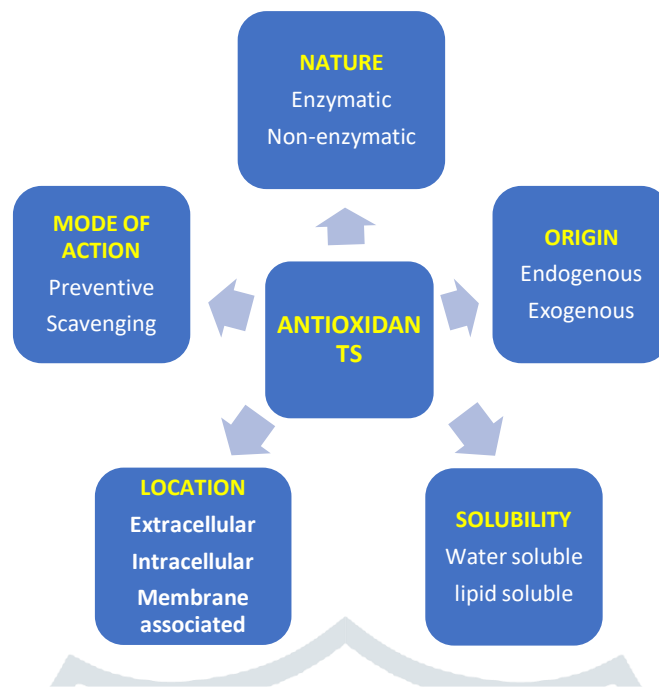 NATURE
Enzymatic
Non-enzymatic
MODE OF
ACTION
Preventive
Scavenging
ORIGIN
Endogenous
Exogenous
ANTIOXIDAN
TS
LOCATION
Extracellular
Intracellular
Membrane
associated
SOLUBILITY
Water soluble
lipid soluble